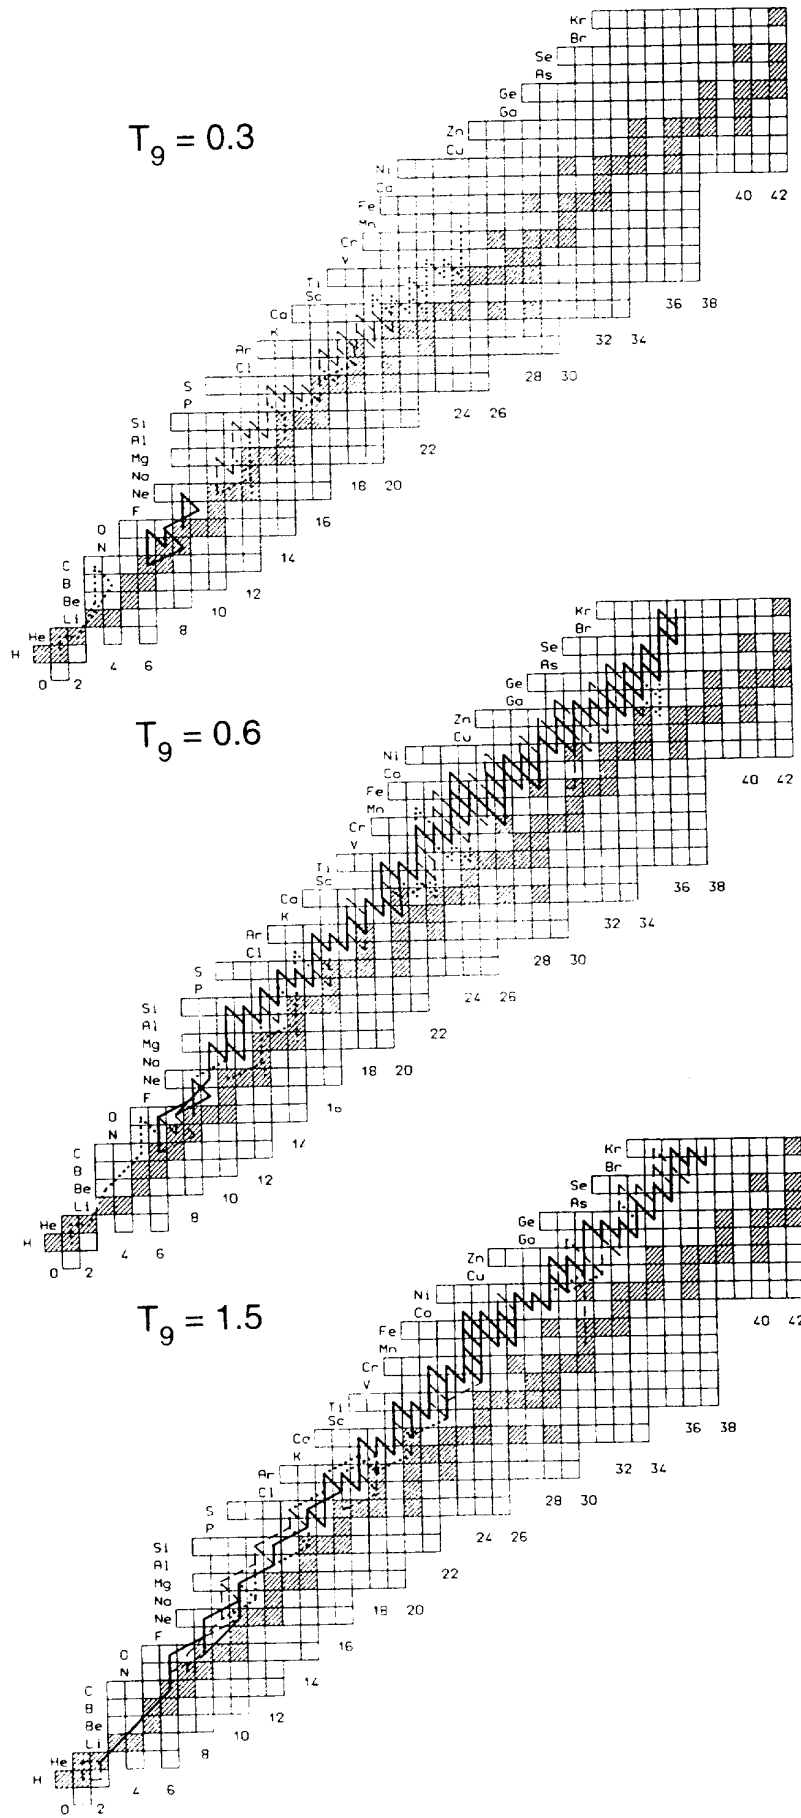 T9 = 0.3
Kr
Br
Se
As
Ge
Ga
Zn
Cu
Ni
Co
Fe
Mn
Cr
V
Ti
Sc
Ca
K
Ar
Cl
S
P
Si
Al
Mg
Na
Ne
F
O
N
C
B
Be
Li
He
H
0 2 4 6 8 10 12 14 16 18 20 22 24 26 28 30 32 34 36 38 40 42
T9 = 0.6
Kr
Br
Se
As
Ge
Ga
Zn
Cu
Ni
Co
Fe
Mn
Cr
V
Ti
Sc
Ca
K
Ar
Cl
S
P
Si
Al
Mg
Na
Ne
F
O
N
C
B
Be
Li
He
H
0 2 4 6 8 10 12 14 16 18 20 22 24 26 28 30 32 34 36 38 40 42
T9 = 1.5
Kr
Br
Se
As
Ge
Ga
Zn
Cu
Ni
Co
Fe
Mn
Cr
V
Ti
Sc
Ca
K
Ar
Cl
S
P
Si
Al
Mg
Na
Ne
F
O
N
C
B
Be
Li
He
H
0 2 4 6 8 10 12 14 16 18 20 22 24 26 28 30 32 34 36 38 40 42